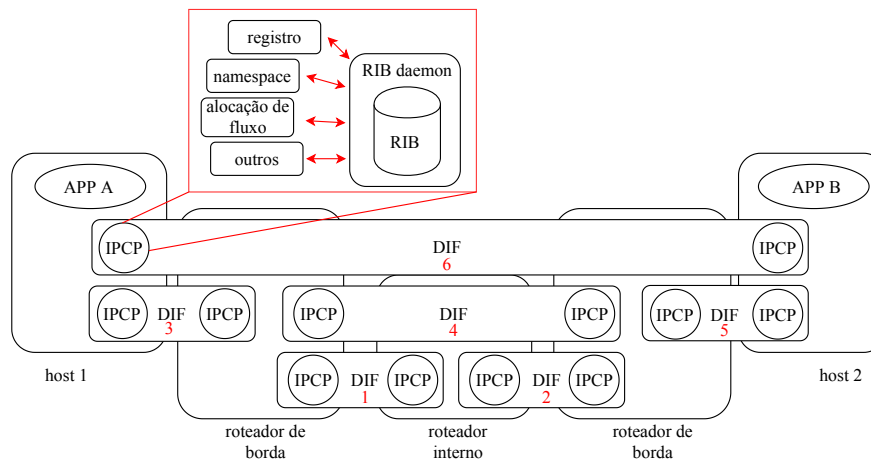 registro
namespace
alocação de
fluxo
outros
RIB daemon
RIB
APP A
APP B
IPCP
DIF
6
IPCP
IPCP
DIF
3
IPCP
IPCP
DIF
4
IPCP
IPCP
DIF
5
IPCP
IPCP
DIF
1
IPCP
IPCP
DIF
2
IPCP
host 1
host 2
roteador de
borda
roteador
interno
roteador de
borda